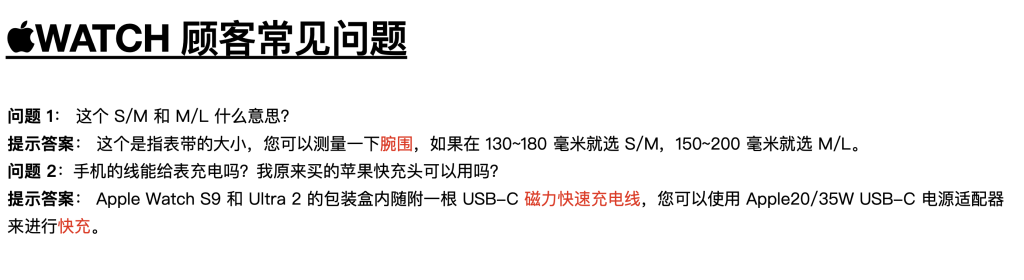 WATCH 顾客常见问题
问题 1： 这个 S/M 和 M/L 什么意思？
提示答案： 这个是指表带的大小，您可以测量一下腕围，如果在 130~180 毫米就选 S/M，150~200 毫米就选 M/L。
问题 2：手机的线能给表充电吗？我原来买的苹果快充头可以用吗？
提示答案： Apple Watch S9 和 Ultra 2 的包装盒内随附一根 USB-C 磁力快速充电线，您可以使用 Apple20/35W USB-C 电源适配器
来进行快充。